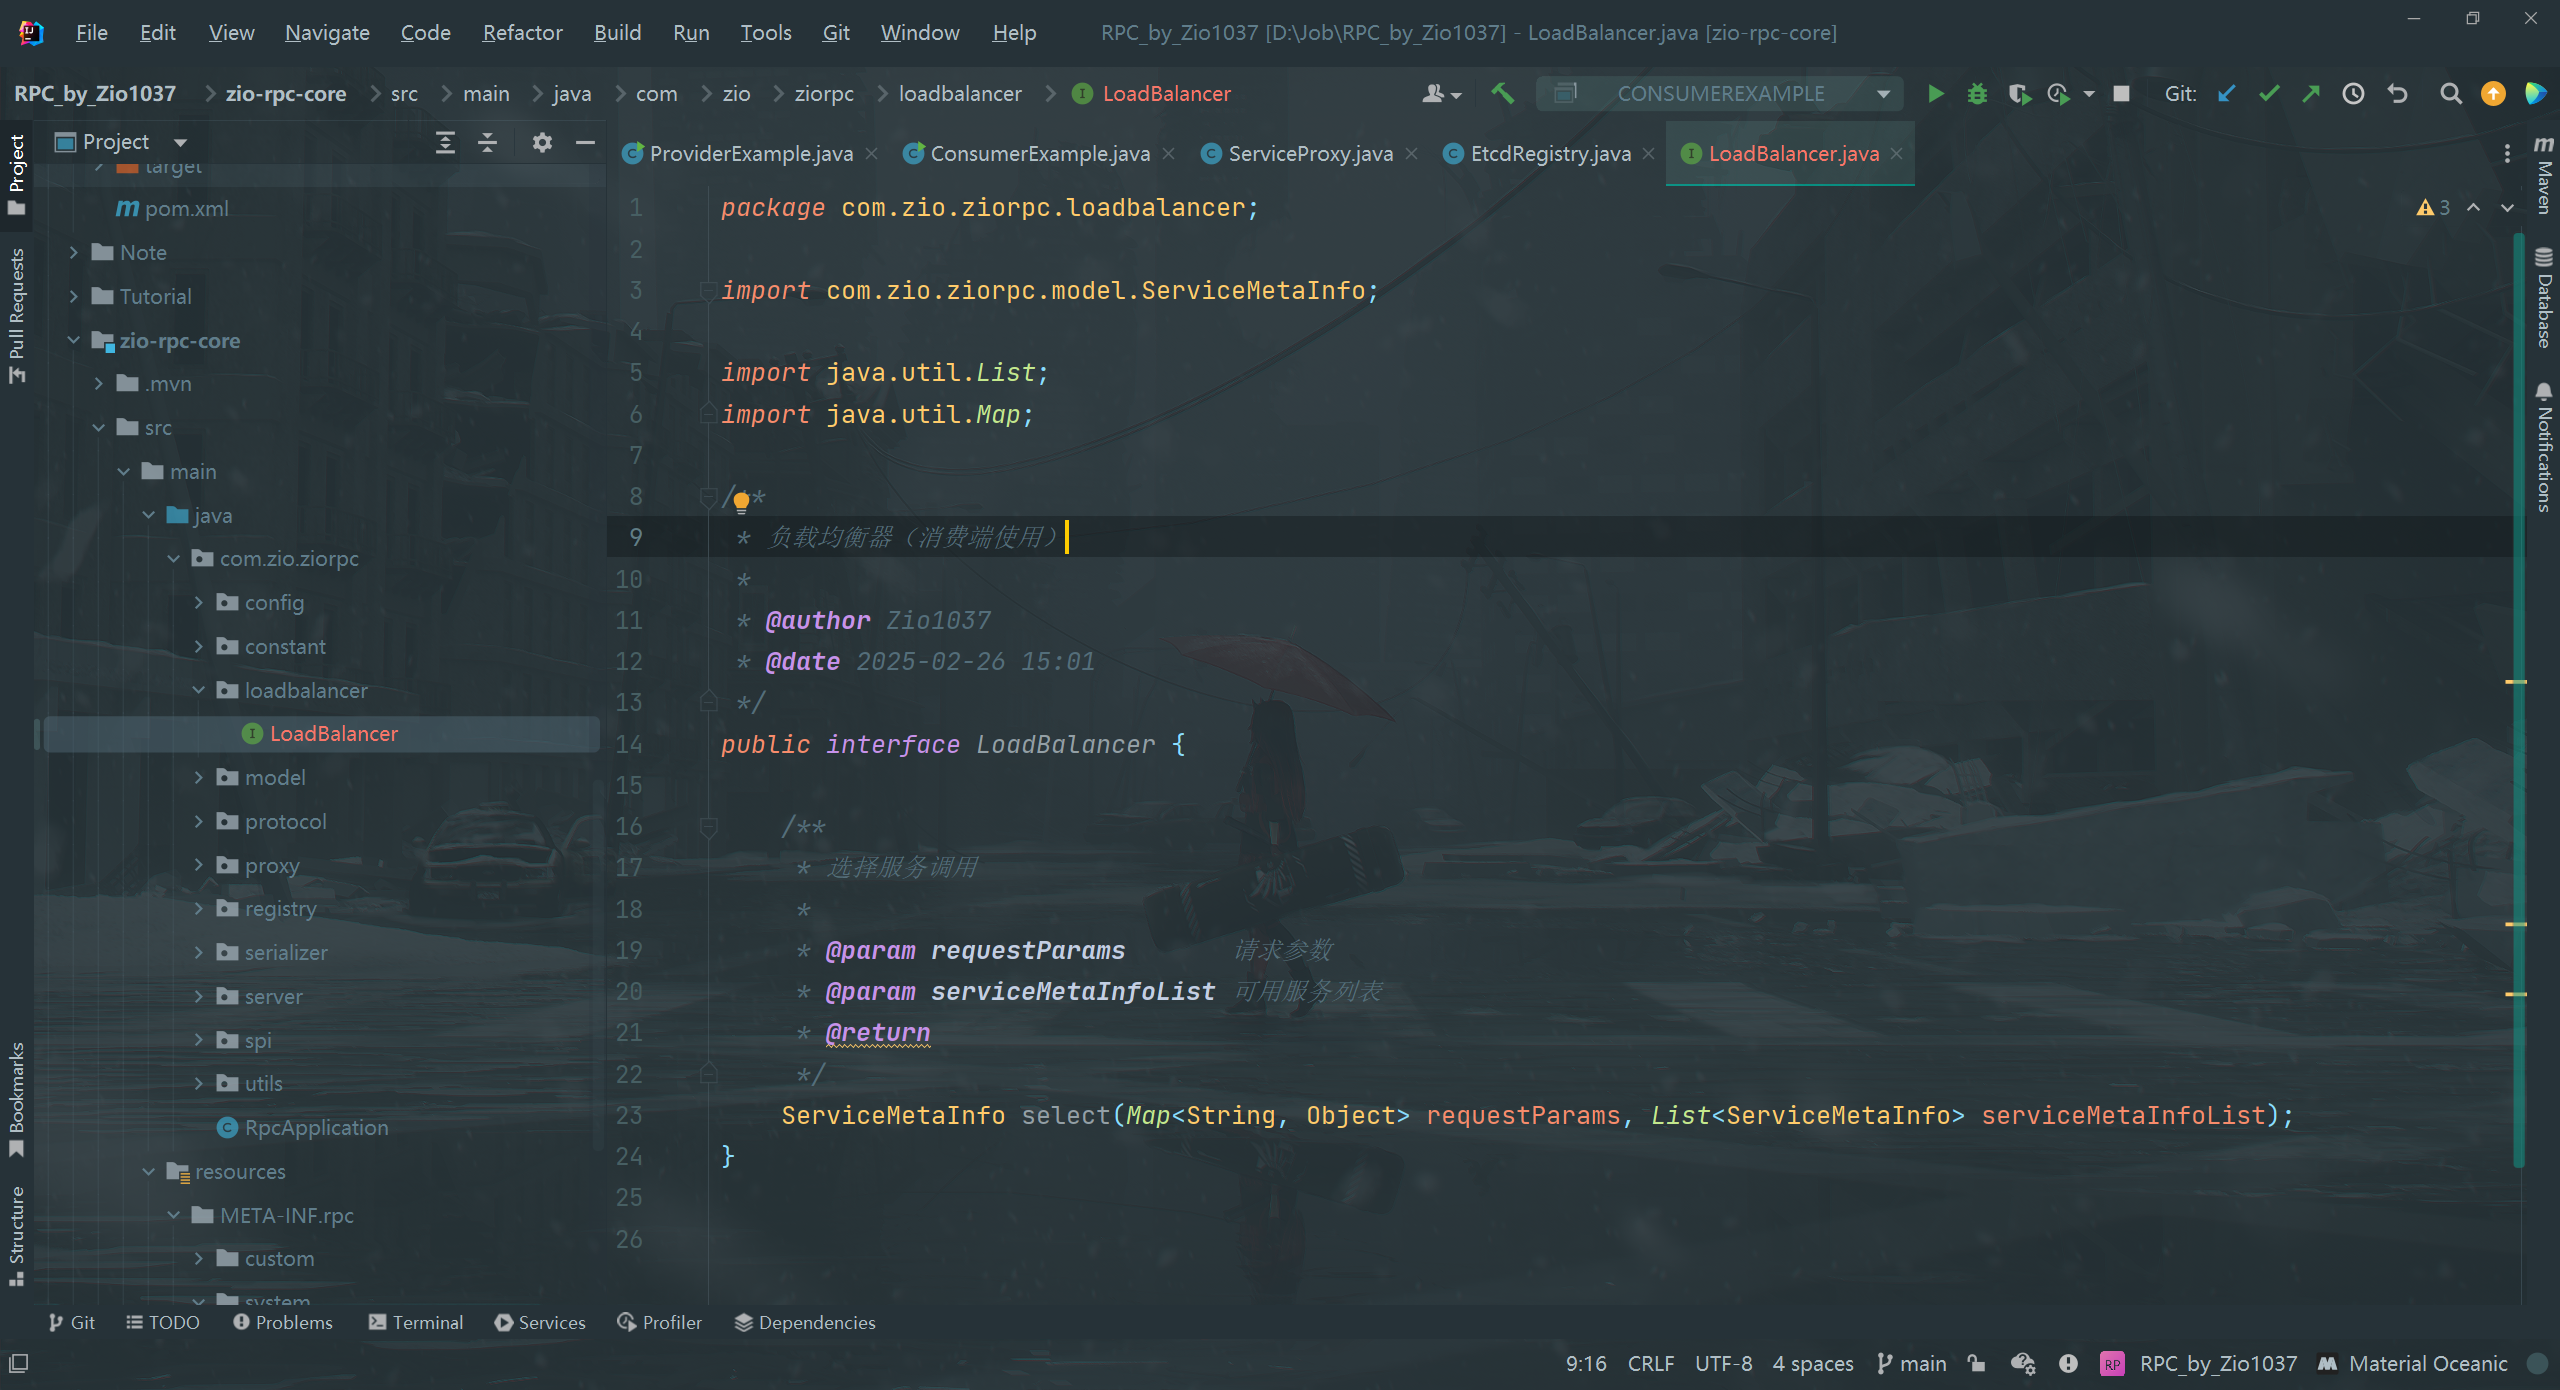 File Edit View Navigate Code Refactor Build Run Tools Git Window Help RPC_by_Zio1037 [D:\Job\RPC_by_Zio1037] - LoadBalancer.java [zio-rpc-core]
RPC_by_Zio1037 zio-rpc-core src main java com zio ziorpc loadbalancer LoadBalancer CONSUMEREXAMPLE Git:
Project
ProviderExample.java ConsumerExample.java ServiceProxy.java EtcdRegistry.java LoadBalancer.java
Project
Pull Requests
Bookmarks
Structure
target
pom.xml
Note
Tutorial
zio-rpc-core
.mvn
src
main
java
com.zio.ziorpc
config
constant
loadbalancer
LoadBalancer
model
protocol
proxy
registry
serializer
server
spi
utils
RpcApplication
resources
META-INF.rpc
custom
system
3
1 package com.zio.ziorpc.loadbalancer;
2
3 import com.zio.ziorpc.model.ServiceMetaInfo;
4
5 import java.util.List;
6 import java.util.Map;
7
8 /**
9 * 负载均衡器（消费端使用）
10 *
11 * @author Zio1037
12 * @date 2025-02-26 15:01
13 */
14 public interface LoadBalancer {
15
16 /**
17 * 选择服务调用
18 *
19 * @param requestParams 请求参数
20 * @param serviceMetaInfoList 可用服务列表
21 * @return
22 */
23 ServiceMetaInfo select(Map<String, Object> requestParams, List<ServiceMetaInfo> serviceMetaInfoList);
24 }
25
26
Maven
Database
Notifications
Git TODO Problems Terminal Services Profiler Dependencies
9:16 CRLF UTF-8 4 spaces main RP RPC_by_Zio1037 Material Oceanic